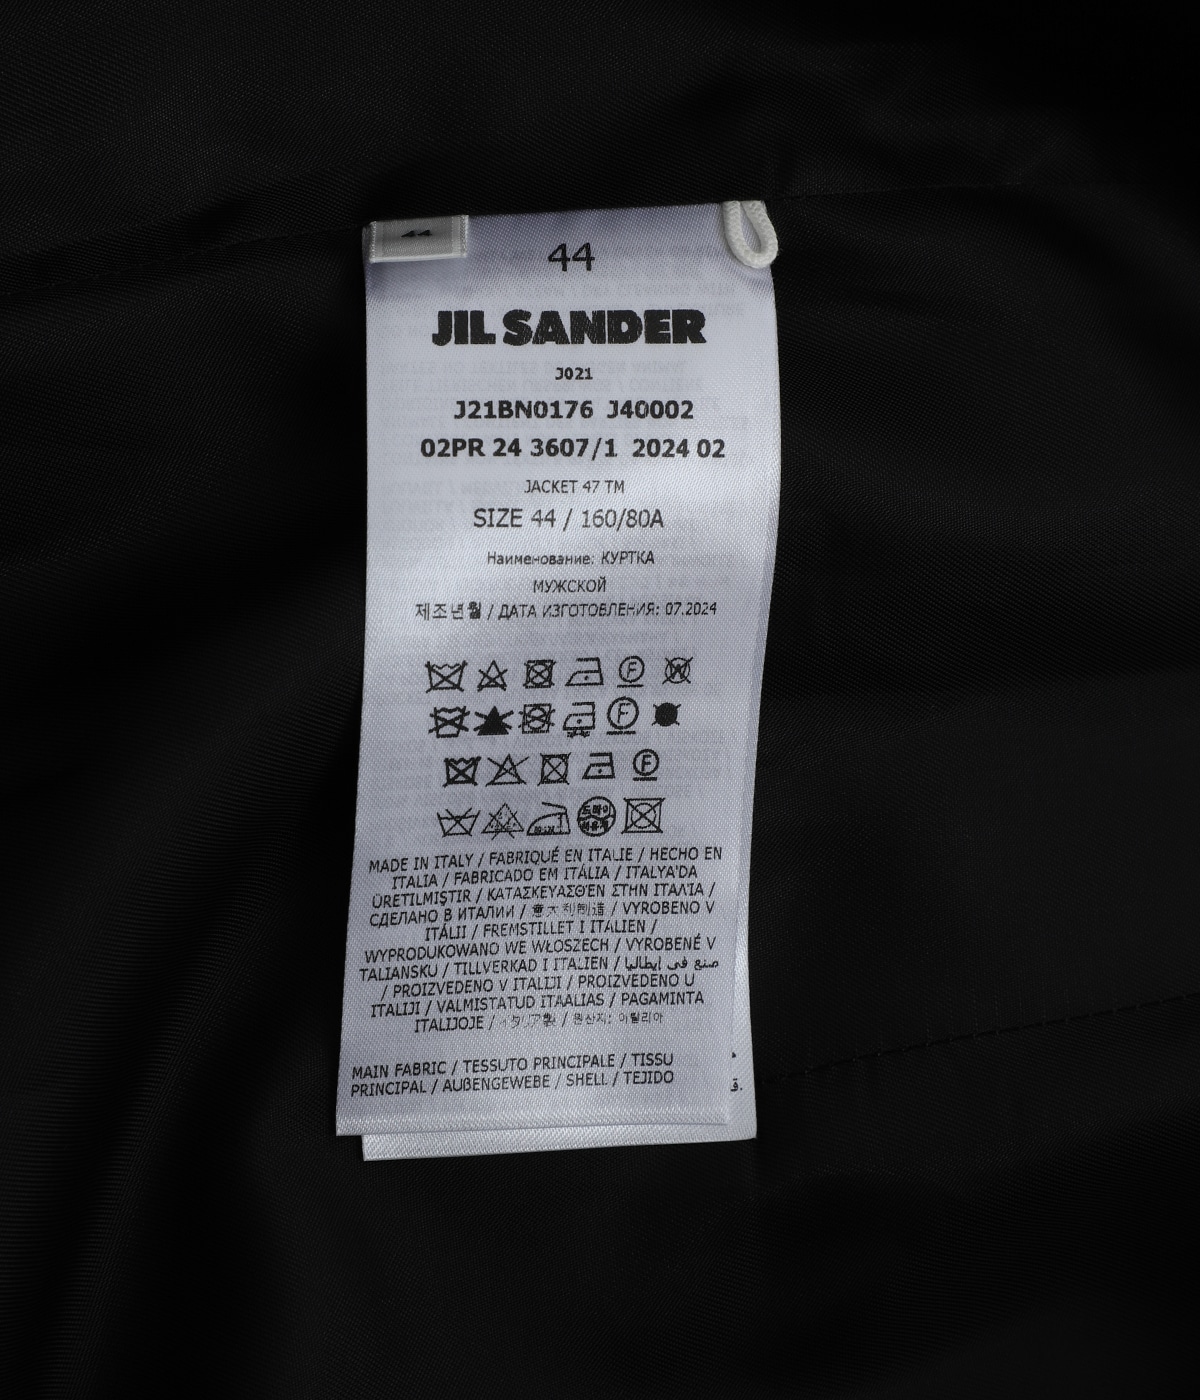 44
44
JIL SANDER
J021
J21BN0176 J40002
02PR 24 3607/1 2024 02
JACKET 47 TM
SIZE 44 / 160/80A
Наименование: КУРТКА
МУЖСКОЙ
제조년월 / ДАТА ИЗГОТОВЛЕНИЯ: 07.2024
F W
F
F
MADE IN ITALY / FABRIQUÉ EN ITALIE / HECHO EN
ITALIA / FABRICADO EM ITÁLIA / ITALYA'DA
ÜRETILMIŞTIR / ΚΑΤΑΣΚΕΥΑΣΘΕΝ ΣΤΗΝ ΙΤΑΛΙΑ /
СДЕЛАНО В ИТАЛИИ / 意大利制造 / VYROBENO V
ITÁLII / FREMSTILLET I ITALIEN /
WYPRODUKOWANO WE WŁOSZECH / VYROBENÉ V
TALIANSKU / TILLVERKAD I ITALIEN / صنع في إيطاليا
/ PROIZVEDENO V ITALIJI / PROIZVEDENO U
ITALIJI / VALMISTATUD ITAALIAS / PAGAMINTA
ITALIJOJE / イタリア製 / 원산지: 이탈리아
MAIN FABRIC / TESSUTO PRINCIPALE / TISSU
PRINCIPAL / AUßENGEWEBE / SHELL / TEJIDO